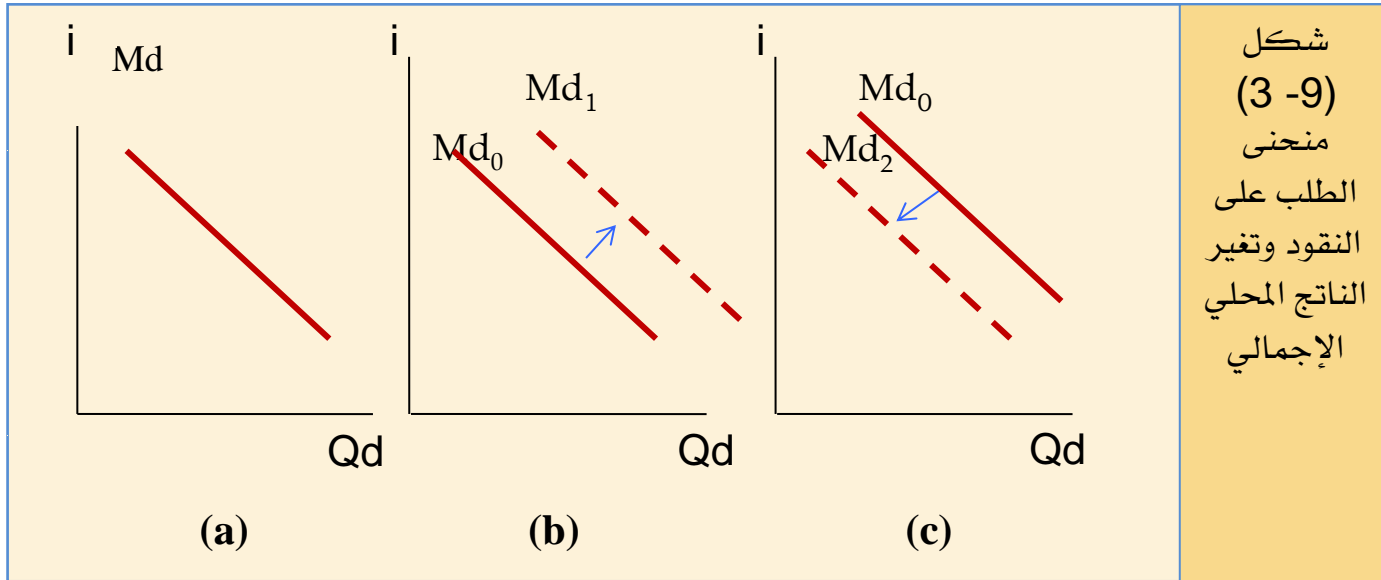 i
Md
Qd
(a)
i
Md₁
Md₀
Qd
(b)
i
Md₀
Md₂
Qd
(c)
شكل
(3 -9)
منحنى
الطلب على
النقود وتغير
الناتج المحلي
الإجمالي